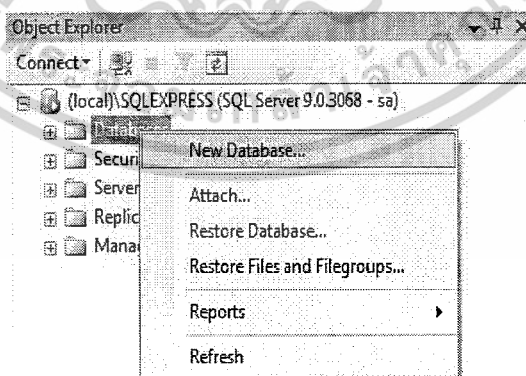 Object Explorer
Connect
(local)\SQLEXPRESS (SQL Server 9.0.3068 - sa)
Securi
Server
Replic
Manag
New Database...
Attach...
Restore Database...
Restore Files and Filegroups...
Reports
Refresh